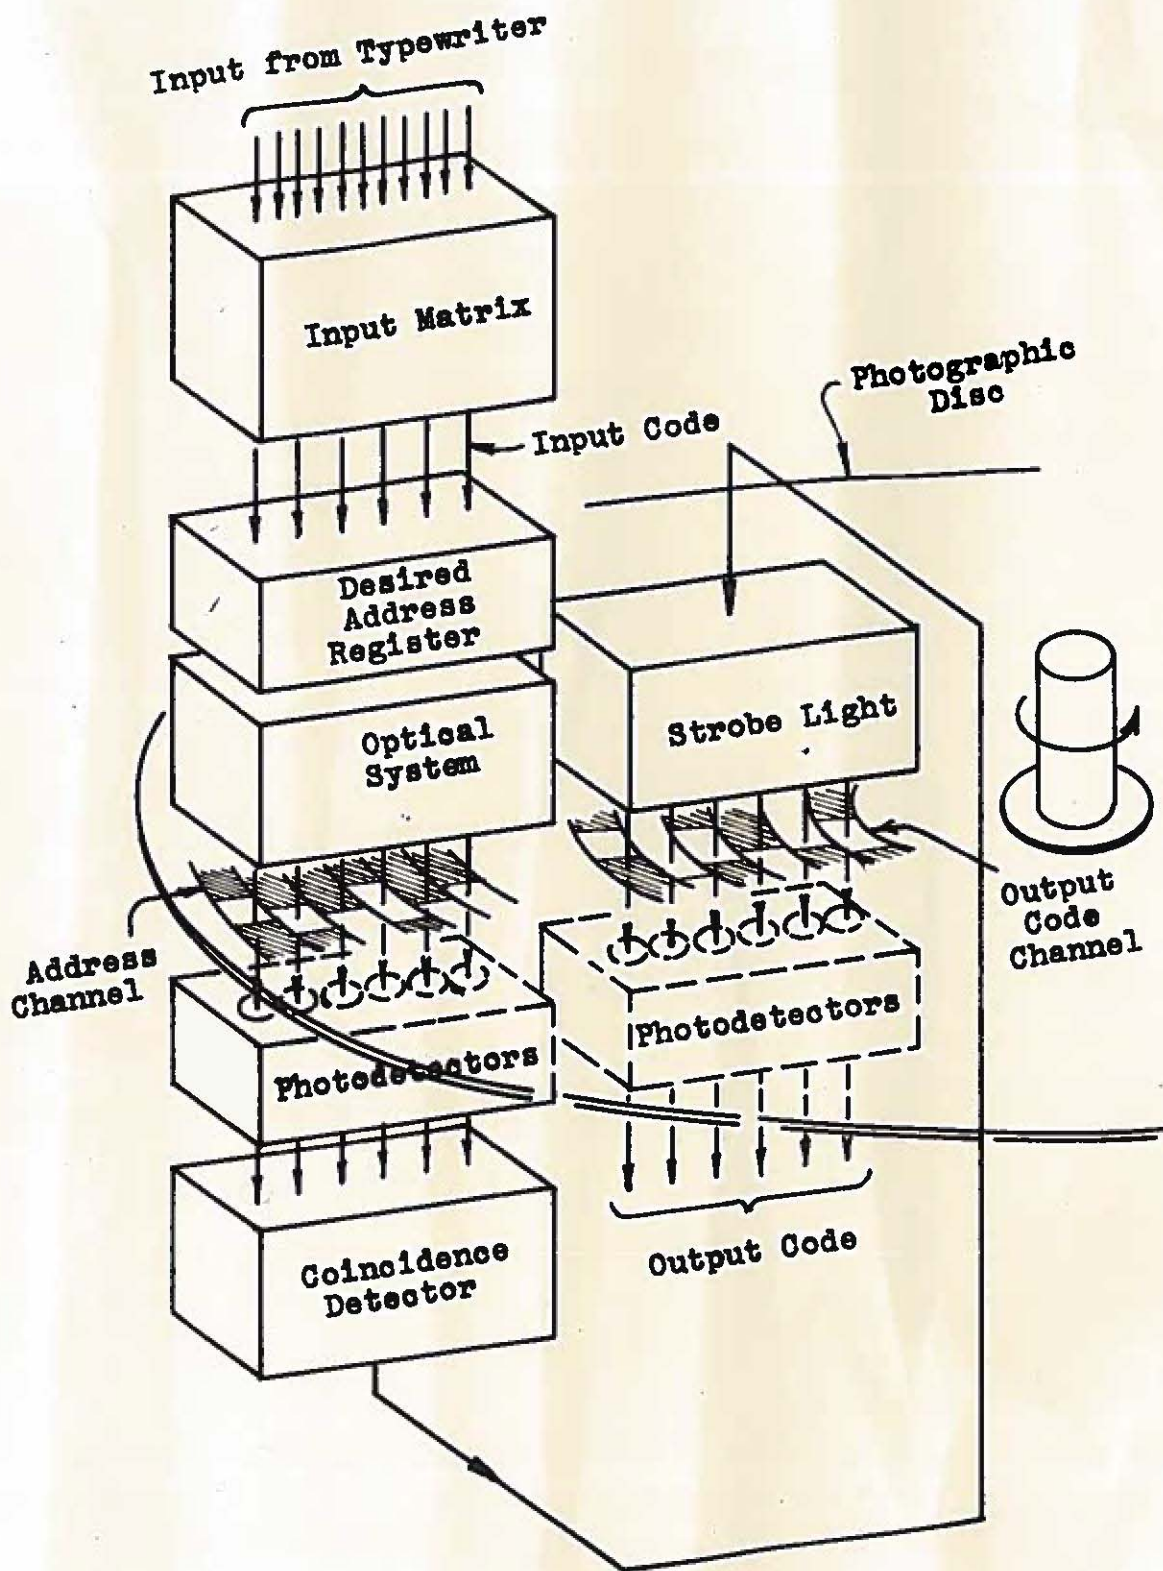 Input from Typewriter
Input Matrix
Input Code
Photographic
Disc
Desired
Address
Register
Optical
System
Strobe Light
Address
Channel
Output
Code
Channel
Photodetectors
Photodetectors
Coincidence
Detector
Output Code